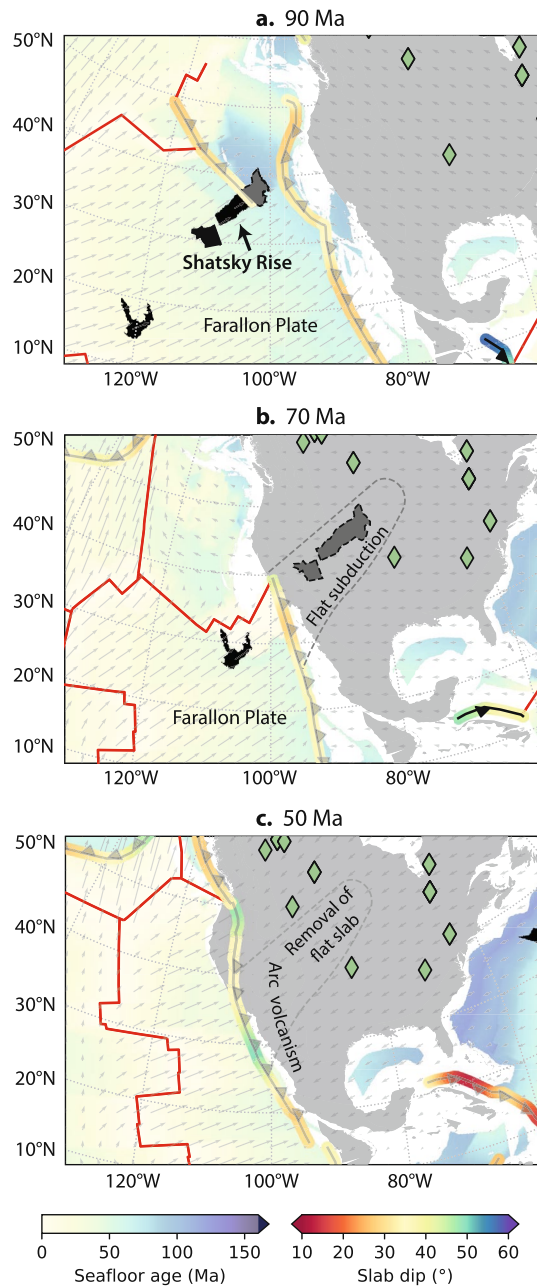 a. 90 Ma
50°N
40°N
30°N
20°N
10°N
Shatsky Rise
Farallon Plate
120°W
100°W
80°W
b. 70 Ma
50°N
40°N
30°N
20°N
10°N
Flat subduction
Farallon Plate
120°W
100°W
80°W
c. 50 Ma
50°N
40°N
30°N
20°N
10°N
Removal of
flat slab
Arc volcanism
120°W
100°W
80°W
0 50 100 150
Seafloor age (Ma)
10 20 30 40 50 60
Slab dip (°)